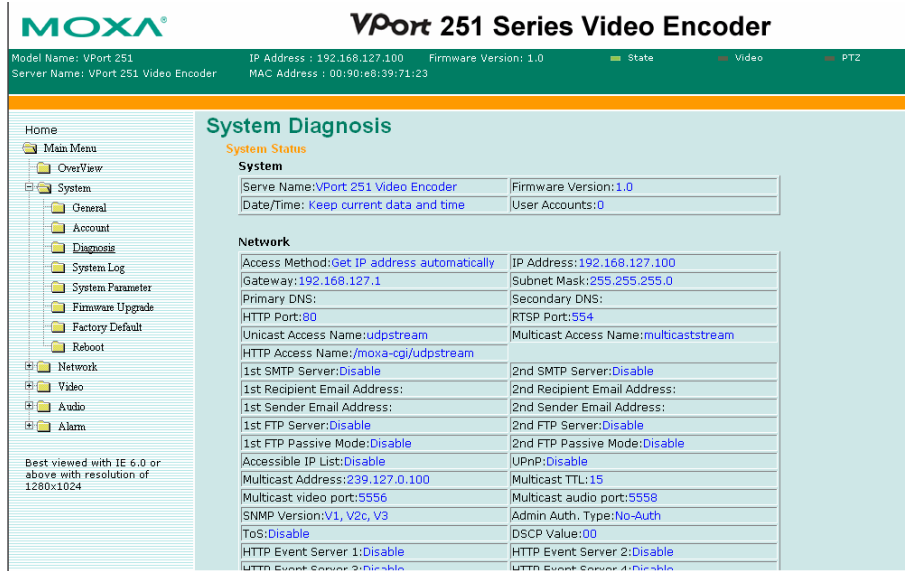 MOXA®
VPort 251 Series Video Encoder
Model Name: VPort 251 IP Address : 192.168.127.100 Firmware Version: 1.0 State Video PTZ
Server Name: VPort 251 Video Encoder MAC Address : 00:90:e8:39:71:23
Home
Main Menu
OverView
System
General
Account
Diagnosis
System Log
System Parameter
Firmware Upgrade
Factory Default
Reboot
Network
Video
Audio
Alarm
Best viewed with IE 6.0 or
above with resolution of
1280x1024
System Diagnosis
System Status
System
Serve Name:VPort 251 Video Encoder Firmware Version:1.0
Date/Time: Keep current data and time User Accounts:0
Network
Access Method:Get IP address automatically IP Address:192.168.127.100
Gateway:192.168.127.1 Subnet Mask:255.255.255.0
Primary DNS: Secondary DNS:
HTTP Port:80 RTSP Port:554
Unicast Access Name:udpstream Multicast Access Name:multicaststream
HTTP Access Name:/moxa-cgi/udpstream
1st SMTP Server:Disable 2nd SMTP Server:Disable
1st Recipient Email Address: 2nd Recipient Email Address:
1st Sender Email Address: 2nd Sender Email Address:
1st FTP Server:Disable 2nd FTP Server:Disable
1st FTP Passive Mode:Disable 2nd FTP Passive Mode:Disable
Accessible IP List:Disable UPnP:Disable
Multicast Address:239.127.0.100 Multicast TTL:15
Multicast video port:5556 Multicast audio port:5558
SNMP Version:V1, V2c, V3 Admin Auth. Type:No-Auth
ToS:Disable DSCP Value:00
HTTP Event Server 1:Disable HTTP Event Server 2:Disable
HTTP Event Server 3:Disable HTTP Event Server 4:Disable